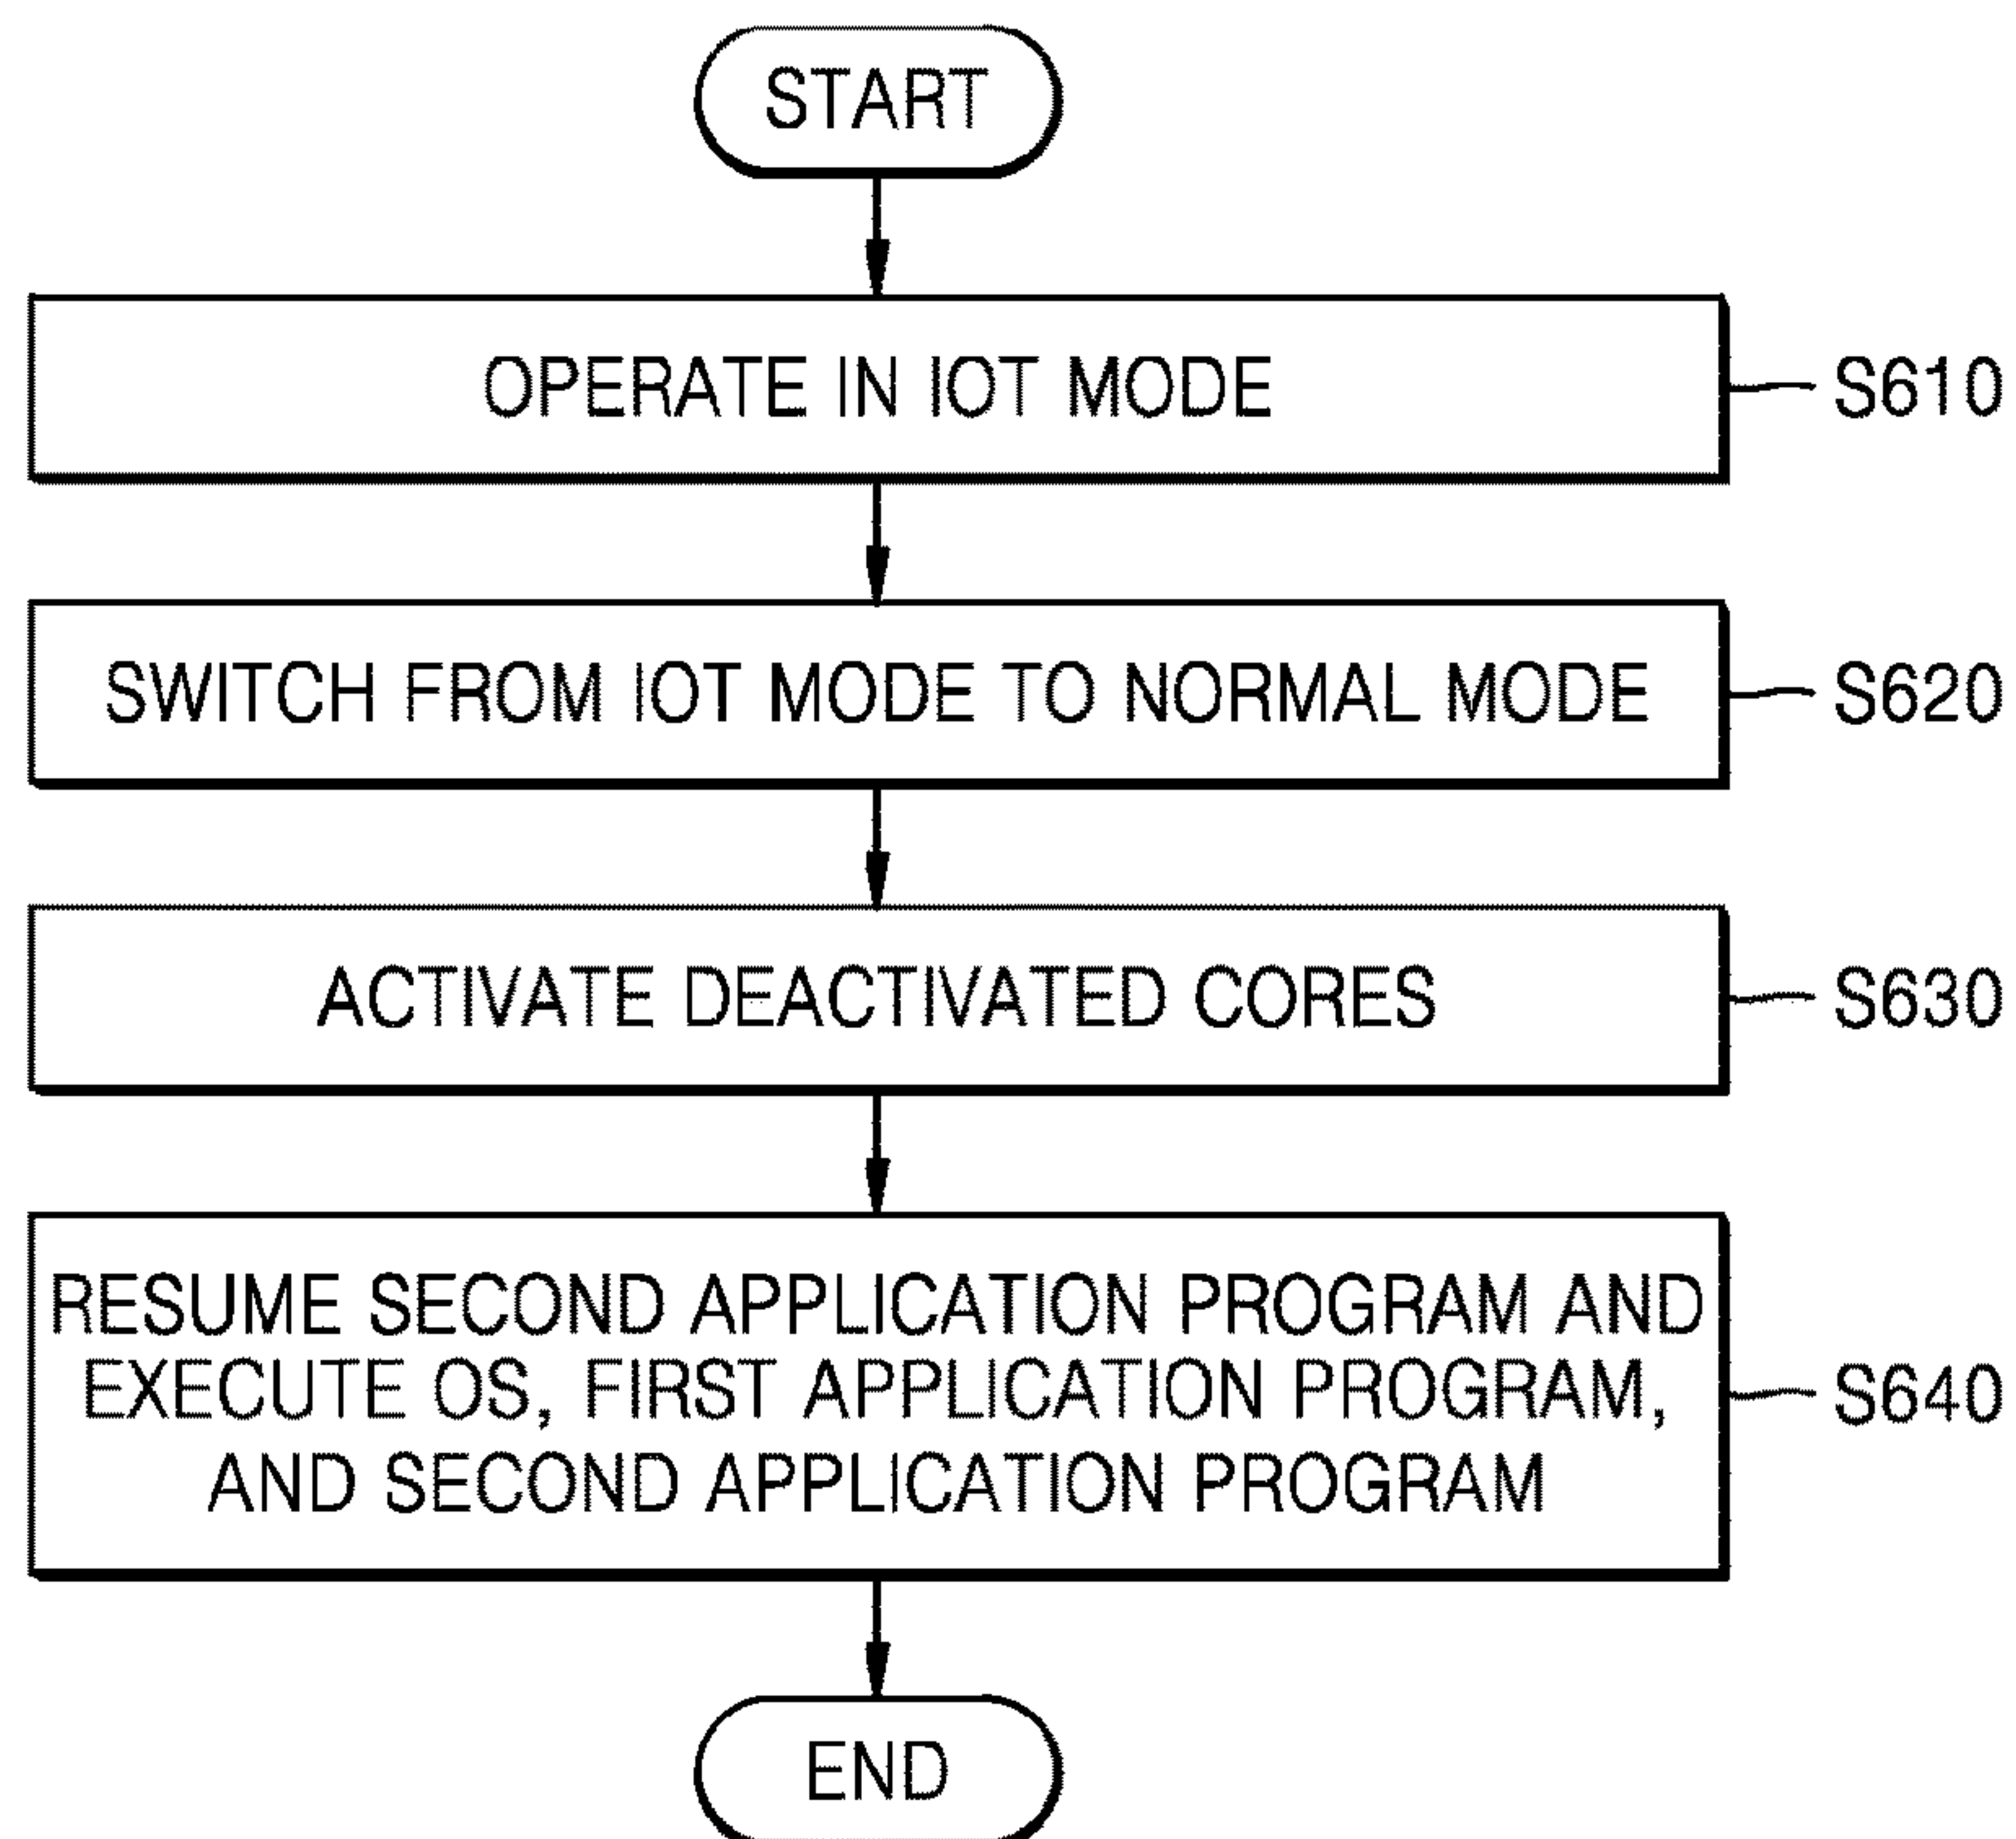 START
OPERATE IN IOT MODE
S610
SWITCH FROM IOT MODE TO NORMAL MODE
S620
ACTIVATE DEACTIVATED CORES
S630
RESUME SECOND APPLICATION PROGRAM AND
EXECUTE OS, FIRST APPLICATION PROGRAM,
AND SECOND APPLICATION PROGRAM
S640
END